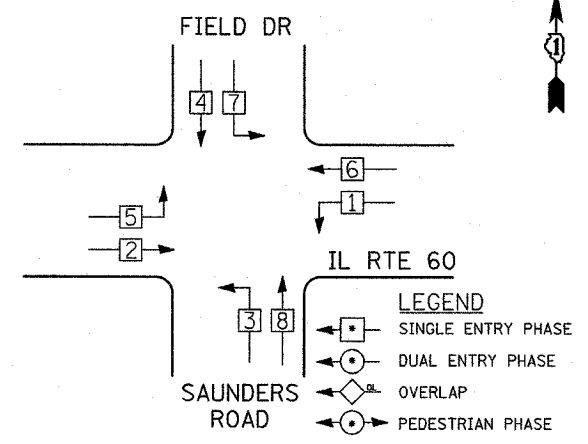 FIELD DR
1
4
7
6
1
5
2
IL RTE 60
3
8
LEGEND
* SINGLE ENTRY PHASE
* DUAL ENTRY PHASE
OL OVERLAP
* PEDESTRIAN PHASE
SAUNDERS
ROAD